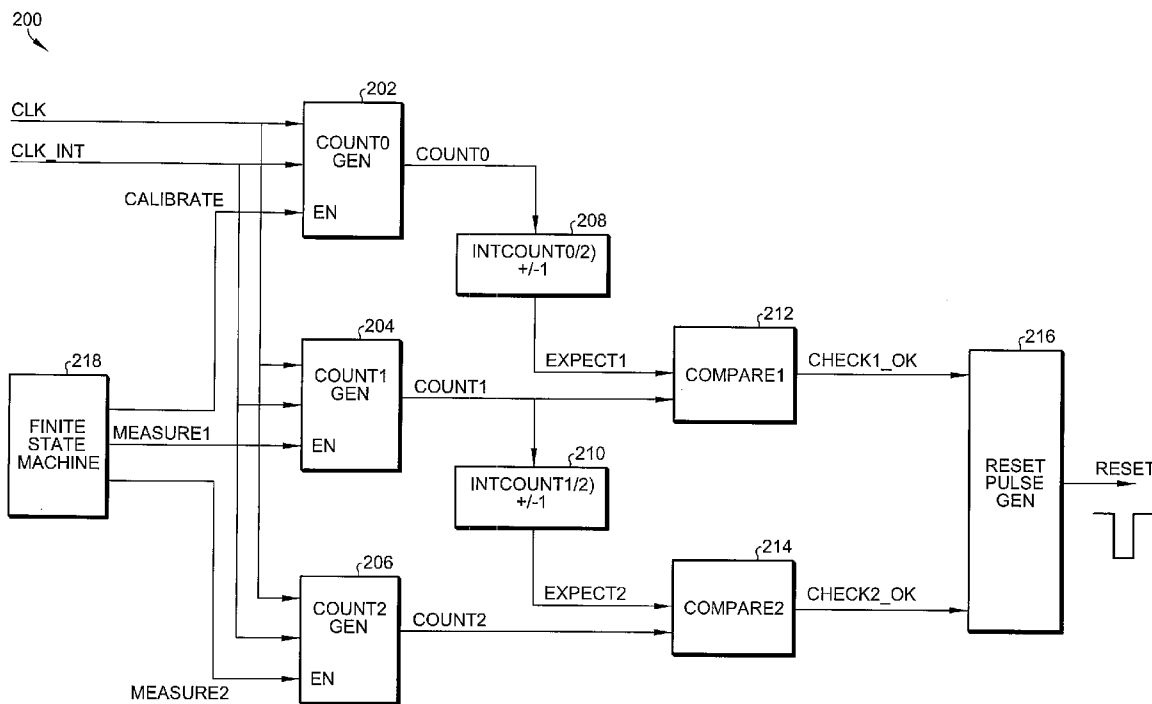 200
202
CLK
COUNT0
GEN
CLK_INT
COUNT0
CALIBRATE
EN
208
INTCOUNT0/2)
+/-1
204
212
216
218
COUNT1
GEN
EXPECT1
COMPARE1
CHECK1_OK
COUNT1
FINITE
STATE
MACHINE
MEASURE1
EN
210
INTCOUNT1/2)
+/-1
RESET
PULSE
GEN
RESET
206
214
COUNT2
GEN
EXPECT2
COMPARE2
CHECK2_OK
COUNT2
EN
MEASURE2